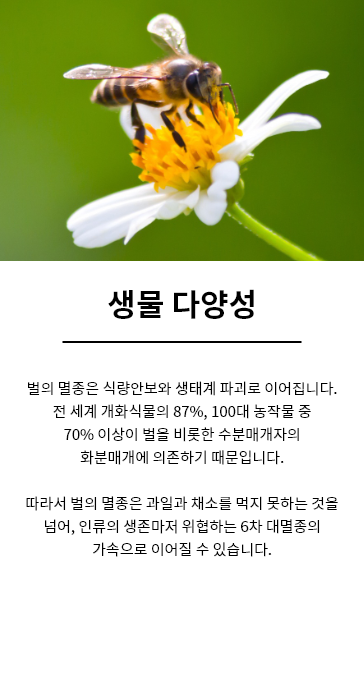 생물 다양성
벌의 멸종은 식량안보와 생태계 파괴로 이어집니다.
전 세계 개화식물의 87%, 100대 농작물 중
70% 이상이 벌을 비롯한 수분매개자의
화분매개에 의존하기 때문입니다.
따라서 벌의 멸종은 과일과 채소를 먹지 못하는 것을
넘어, 인류의 생존마저 위협하는 6차 대멸종의
가속으로 이어질 수 있습니다.